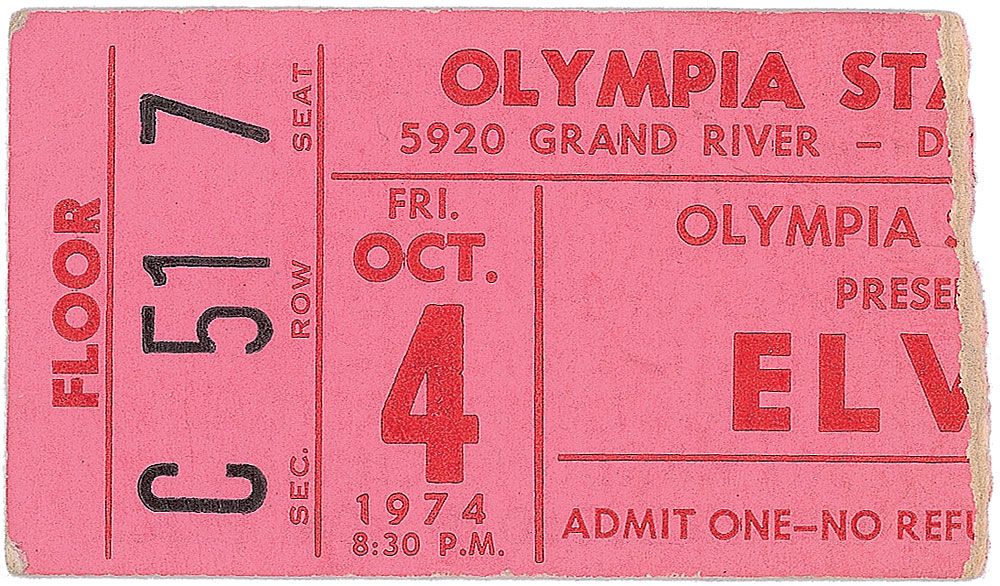 FLOOR
C 51 7
SEC. ROW SEAT
OLYMPIA STA
5920 GRAND RIVER – D
FRI.
OCT.
4
1974
8:30 P.M.
OLYMPIA
PRESE
ELV
ADMIT ONE–NO REFU